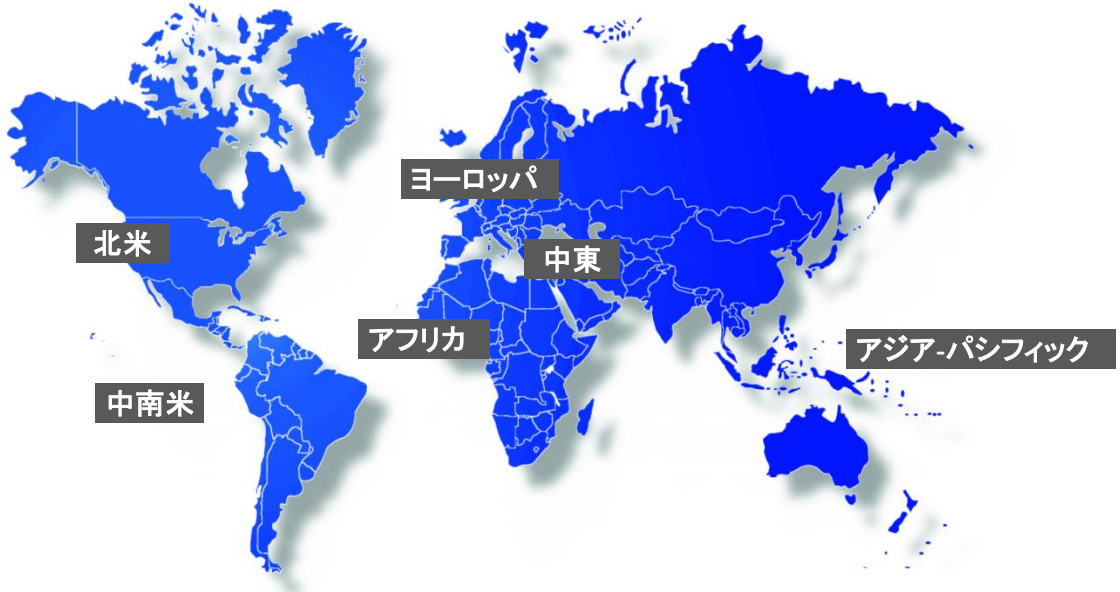 ヨーロッパ
北米
中東
アフリカ
アジア-パシフィック
中南米